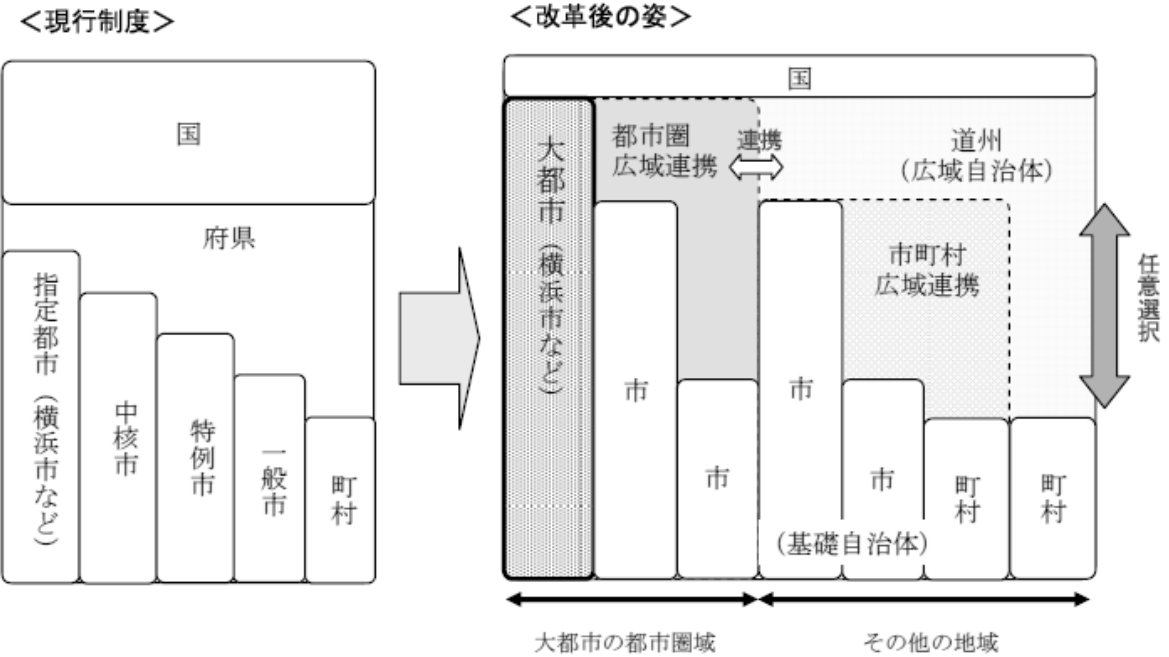 ＜現行制度＞
国
府県
指定都市（横浜市など）
中核市
特例市
一般市
町村
＜改革後の姿＞
国
大都市（横浜市など）
都市圏
広域連携
連携
道州
（広域自治体）
市
市
市
市町村
広域連携
市
町村
町村
（基礎自治体）
任意選択
大都市の都市圏域
その他の地域